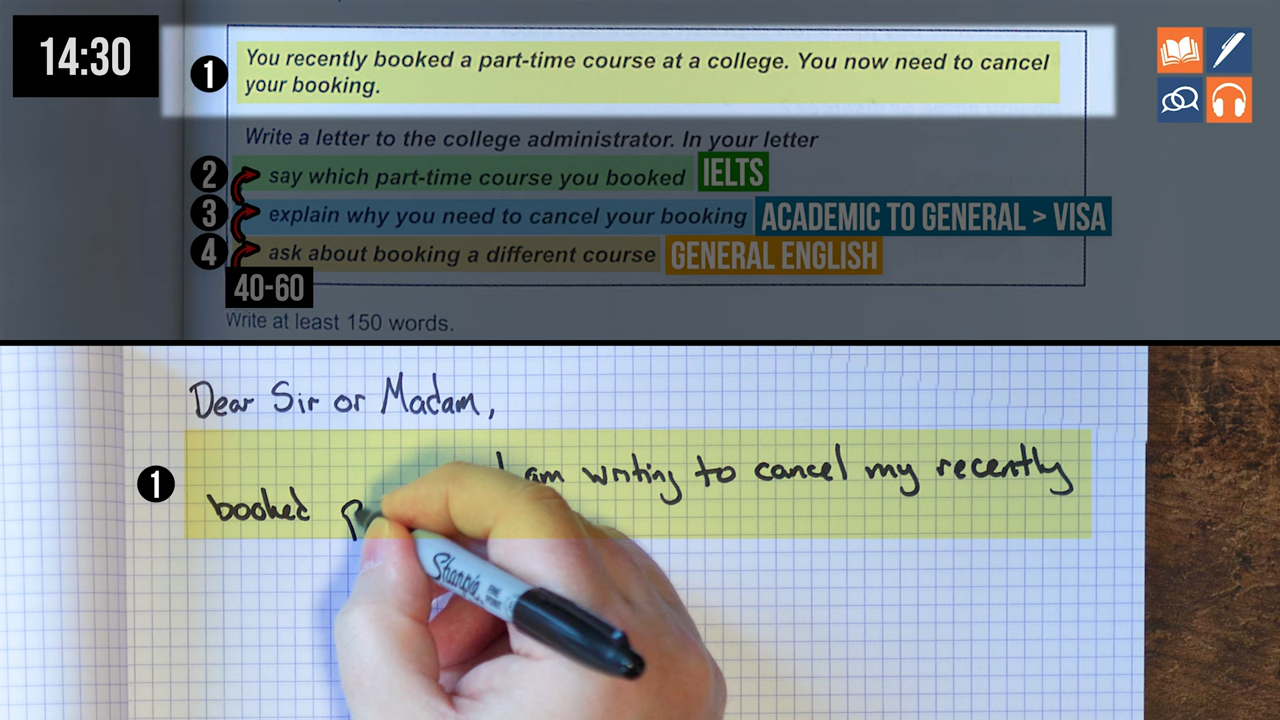 14:30
1
You recently booked a part-time course at a college. You now need to cancel
your booking.
Write a letter to the college administrator. In your letter
2
say which part-time course you booked
IELTS
3
explain why you need to cancel your booking
ACADEMIC TO GENERAL > VISA
4
ask about booking a different course
GENERAL ENGLISH
40-60
Write at least 150 words.
Dear Sir or Madam,
1
I am writing to cancel my recently
booked p
Sharpie